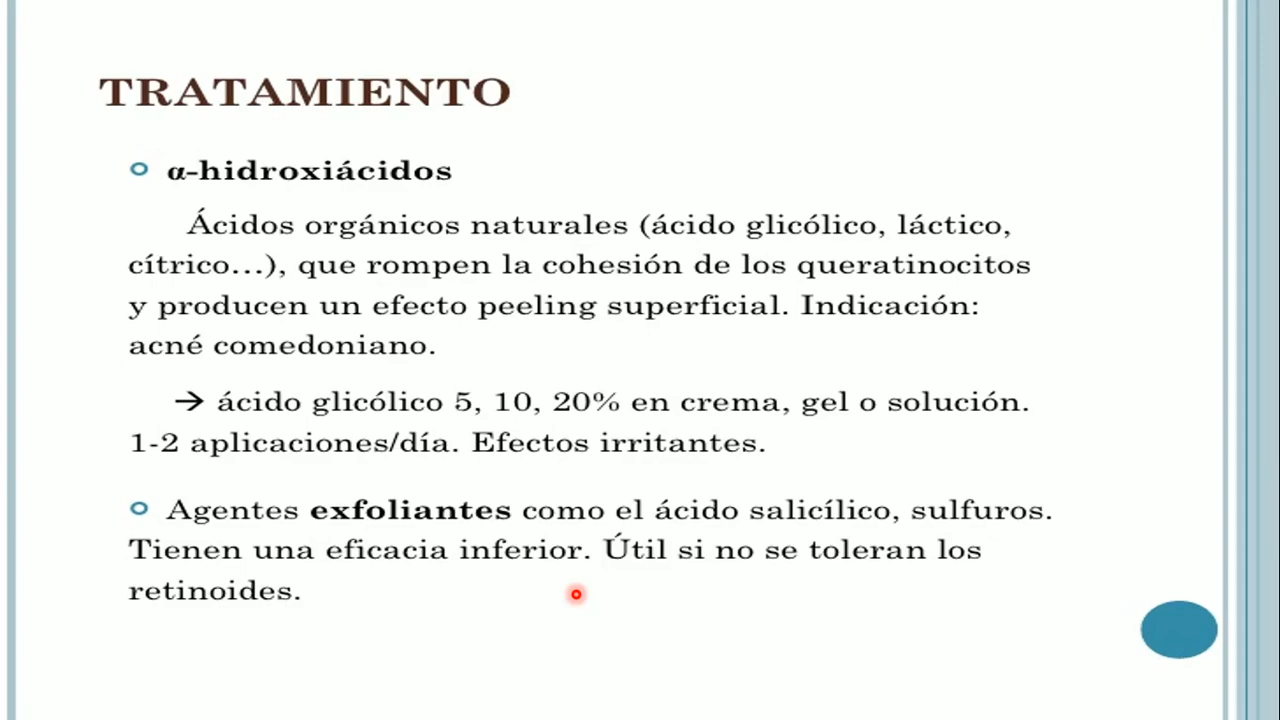 TRATAMIENTO
α-hidroxiácidos
Ácidos orgánicos naturales (ácido glicólico, láctico,
cítrico...), que rompen la cohesión de los queratinocitos
y producen un efecto peeling superficial. Indicación:
acné comedoniano.
→ ácido glicólico 5, 10, 20% en crema, gel o solución.
1-2 aplicaciones/día. Efectos irritantes.
Agentes exfoliantes como el ácido salicílico, sulfuros.
Tienen una eficacia inferior. Útil si no se toleran los
retinoides.